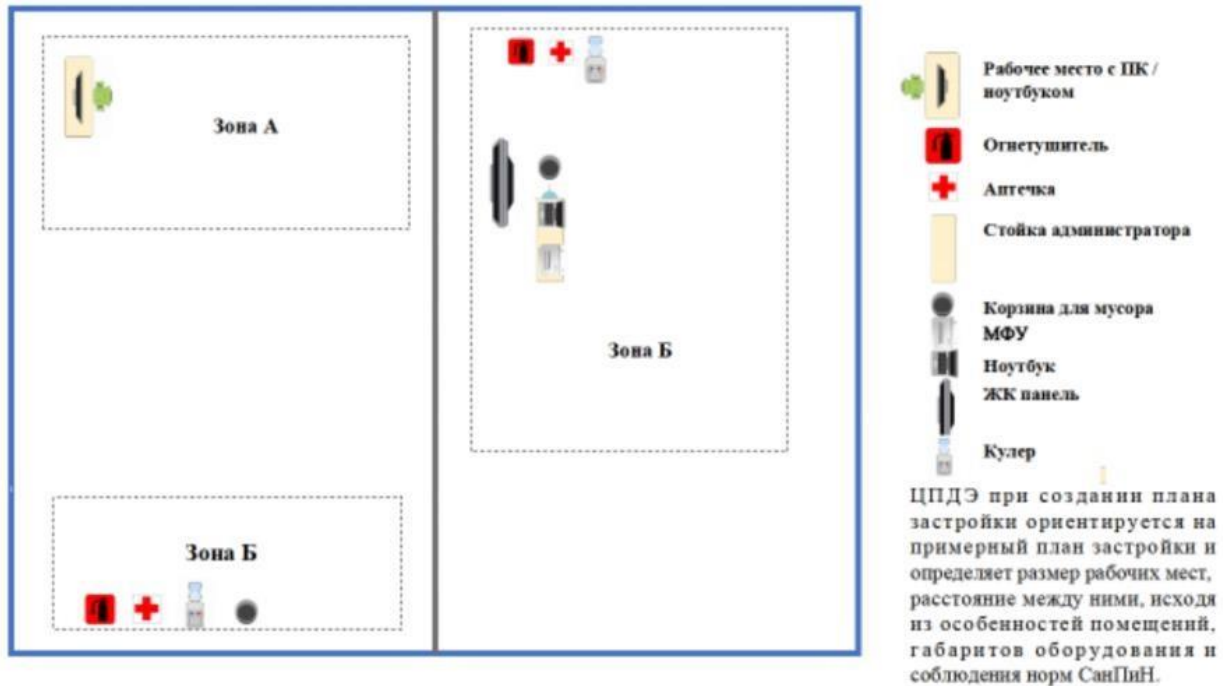 Зона А
Зона Б
Зона Б
Рабочее место с ПК /
ноутбуком
Огнетушитель
Аптечка
Стойка администратора
Корзина для мусора
МФУ
Ноутбук
ЖК панель
Кулер
ЦПДЭ при создании плана
застройки ориентируется на
примерный план застройки и
определяет размер рабочих мест,
расстояние между ними, исходя
из особенностей помещений,
габаритов оборудования и
соблюдения норм СанПиН.